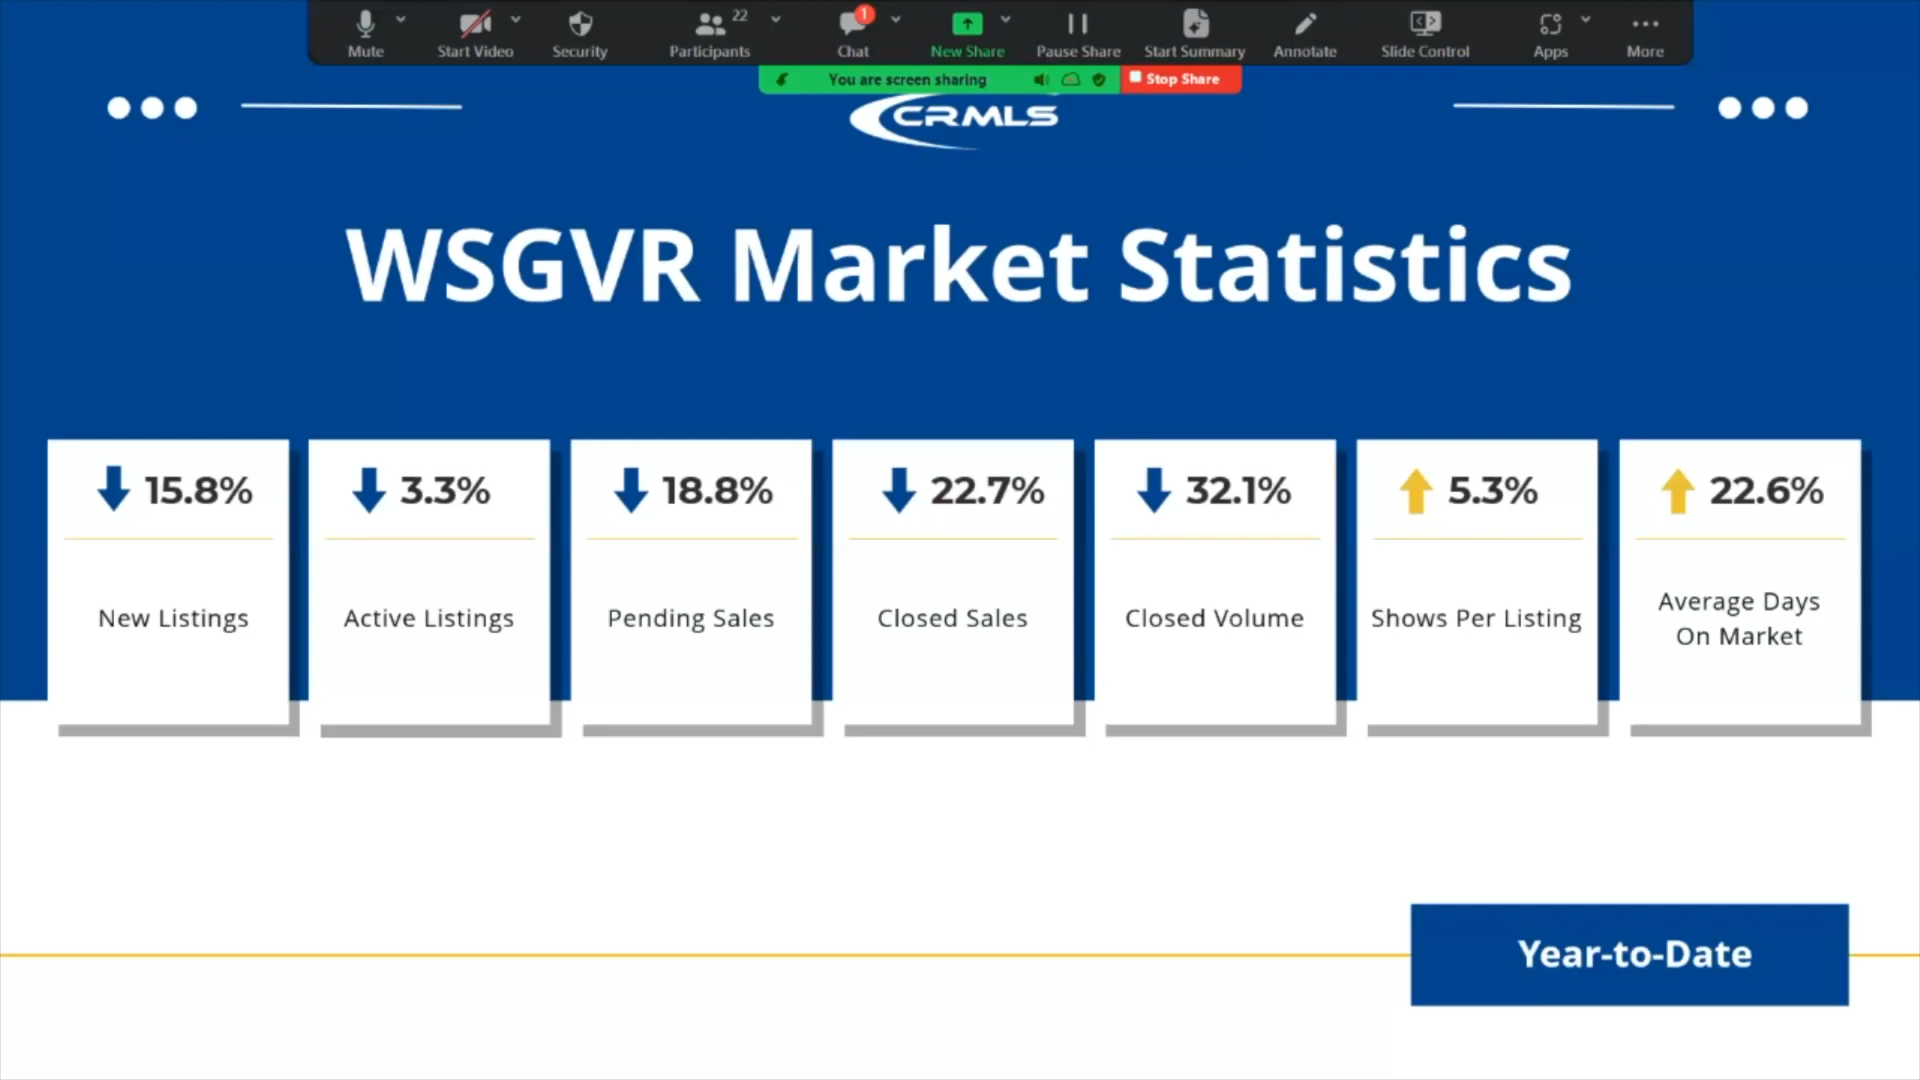 22
1
Mute
Start Video
Security
Participants
Chat
New Share
Pause Share
Start Summary
Annotate
Slide Control
Apps
More
You are screen sharing
Stop Share
CRMLS
WSGVR Market Statistics
15.8%
New Listings
3.3%
Active Listings
18.8%
Pending Sales
22.7%
Closed Sales
32.1%
Closed Volume
5.3%
Shows Per Listing
22.6%
Average Days
On Market
Year-to-Date